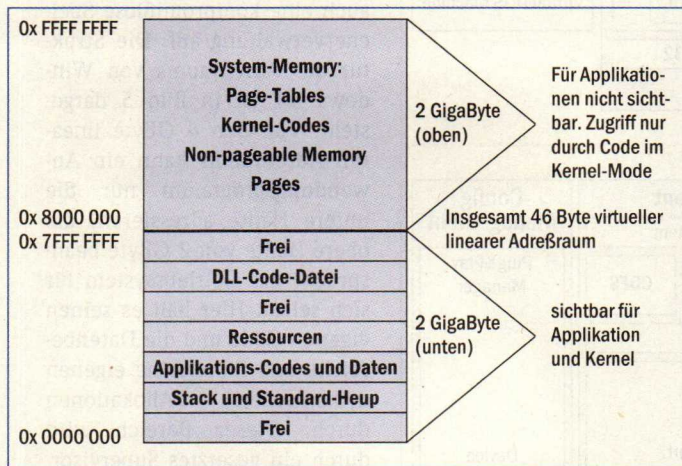 0x FFFF FFFF
System-Memory:
Page-Tables
Kernel-Codes
Non-pageable Memory
Pages
2 GigaByte
(oben)
Für Applikatio-
nen nicht sicht-
bar. Zugriff nur
durch Code im
Kernel-Mode
0x 8000 000
0x 7FFF FFFF
Insgesamt 46 Byte virtueller
linearer Adreßraum
Frei
DLL-Code-Datei
Frei
Ressourcen
Applikations-Codes und Daten
Stack und Standard-Heup
Frei
2 GigaByte
(unten)
sichtbar für
Applikation
und Kernel
0x 0000 000